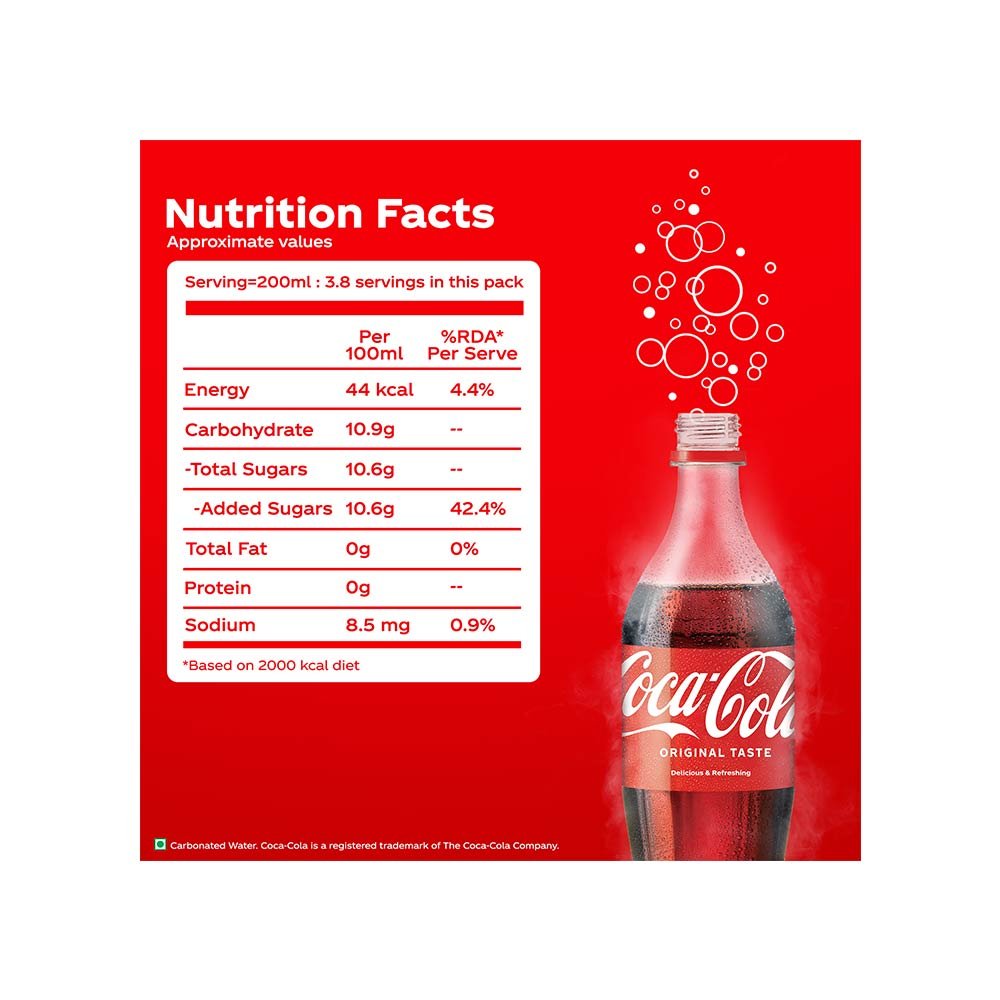 Nutrition Facts
Approximate values
Serving=200ml : 3.8 servings in this pack
Per 100ml %RDA* Per Serve
Energy 44 kcal 4.4%
Carbohydrate 10.9g --
-Total Sugars 10.6g --
-Added Sugars 10.6g 42.4%
Total Fat 0g 0%
Protein 0g --
Sodium 8.5 mg 0.9%
*Based on 2000 kcal diet
Coca-Cola
ORIGINAL TASTE
Delicious & Refreshing
Carbonated Water. Coca-Cola is a registered trademark of The Coca-Cola Company.